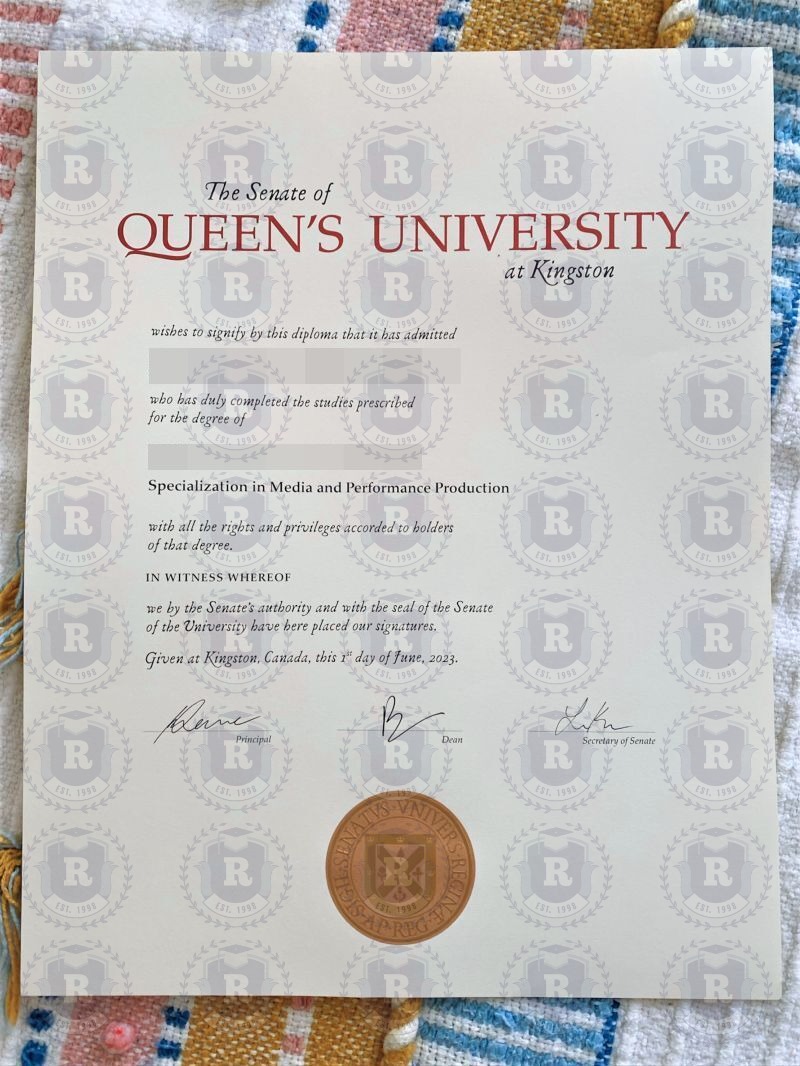 The Senate of
QUEEN'S UNIVERSITY
at Kingston
wishes to signify by this diploma that it has admitted
who has duly completed the studies prescribed
for the degree of
Specialization in Media and Performance Production
with all the rights and privileges accorded to holders
of that degree.
IN WITNESS WHEREOF
we by the Senate's authority and with the seal of the Senate
of the University have here placed our signatures.
Given at Kingston, Canada, this 1st day of June, 2023.
Principal
Dean
Secretary of Senate
R
EST. 1998